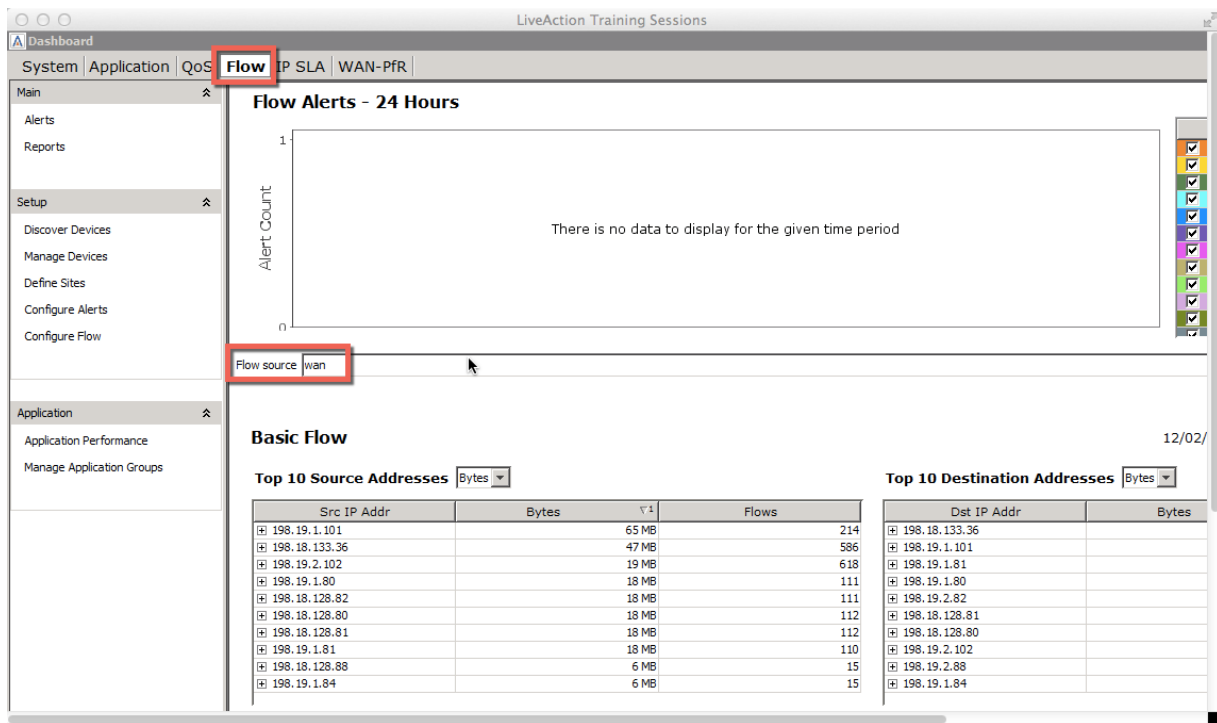 LiveAction Training Sessions
A Dashboard
System Application QoS Flow IP SLA WAN-PfR
Main
Alerts
Reports
Setup
Discover Devices
Manage Devices
Define Sites
Configure Alerts
Configure Flow
Application
Application Performance
Manage Application Groups
Flow Alerts - 24 Hours
1
Alert Count
0
There is no data to display for the given time period
Flow source wan
Basic Flow
12/02/
Top 10 Source Addresses Bytes
Src IP Addr Bytes 1 Flows
198.19.1.101 65 MB 214
198.18.133.36 47 MB 586
198.19.2.102 19 MB 618
198.19.1.80 18 MB 111
198.18.128.82 18 MB 111
198.18.128.80 18 MB 112
198.18.128.81 18 MB 112
198.19.1.81 18 MB 110
198.18.128.88 6 MB 15
198.19.1.84 6 MB 15
Top 10 Destination Addresses Bytes
Dst IP Addr Bytes
198.18.133.36
198.19.1.101
198.19.1.81
198.19.1.80
198.19.2.82
198.18.128.81
198.18.128.80
198.19.2.102
198.19.2.88
198.19.1.84